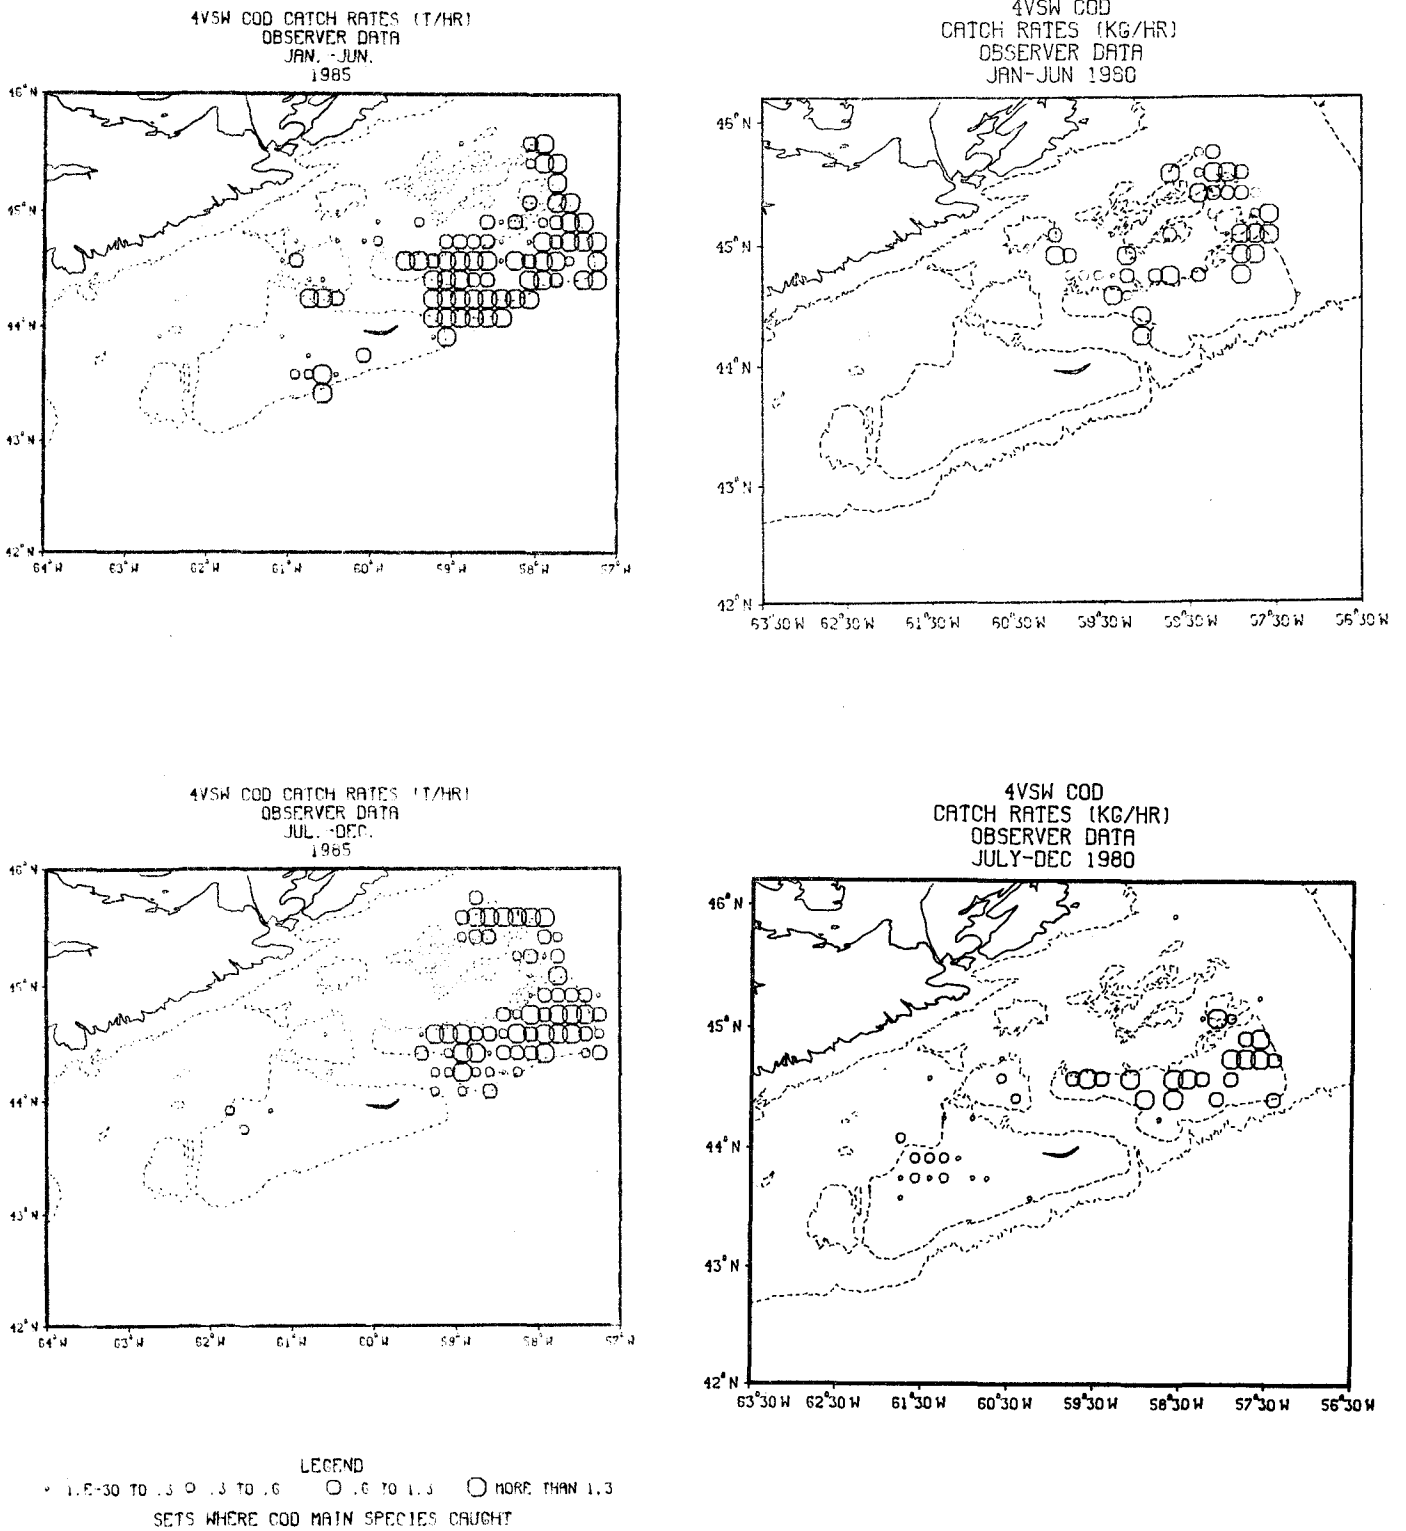 4VSW COD CATCH RATES (T/HR)
OBSERVER DATA
JAN. -JUN.
1985
46°N
45°N
44°N
43°N
42°N
64°W 63°W 62°W 61°W 60°W 59°W 58°W 57°W
4VSW COD
CATCH RATES (KG/HR)
OBSERVER DATA
JAN-JUN 1980
46°N
45°N
44°N
43°N
42°N
63°30 W 62°30 W 61°30 W 60°30 W 59°30 W 58°30 W 57°30 W 56°30 W
4VSW COD CATCH RATES (T/HR)
OBSERVER DATA
JUL. -DEC.
1985
46°N
45°N
44°N
43°N
42°N
64°W 63°W 62°W 61°W 60°W 59°W 58°W 57°W
4VSW COD
CATCH RATES (KG/HR)
OBSERVER DATA
JULY-DEC 1980
46°N
45°N
44°N
43°N
42°N
63°30 W 62°30 W 61°30 W 60°30 W 59°30 W 58°30 W 57°30 W 56°30 W
LEGEND
1.E-30 TO .3 .3 TO .6 .6 TO 1.3 MORE THAN 1.3
SETS WHERE COD MAIN SPECIES CAUGHT